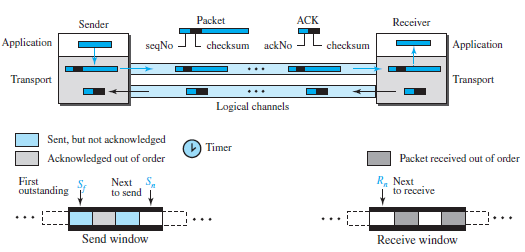 Sender
Packet
ACK
Receiver
Application
seqNo
checksum
ackNo
checksum
Application
Transport
Transport
Logical channels
Sent, but not acknowledged
Acknowledged out of order
Timer
Packet received out of order
First
outstanding
Sf
Next
to send
Sn
Rn
Next
to receive
Send window
Receive window